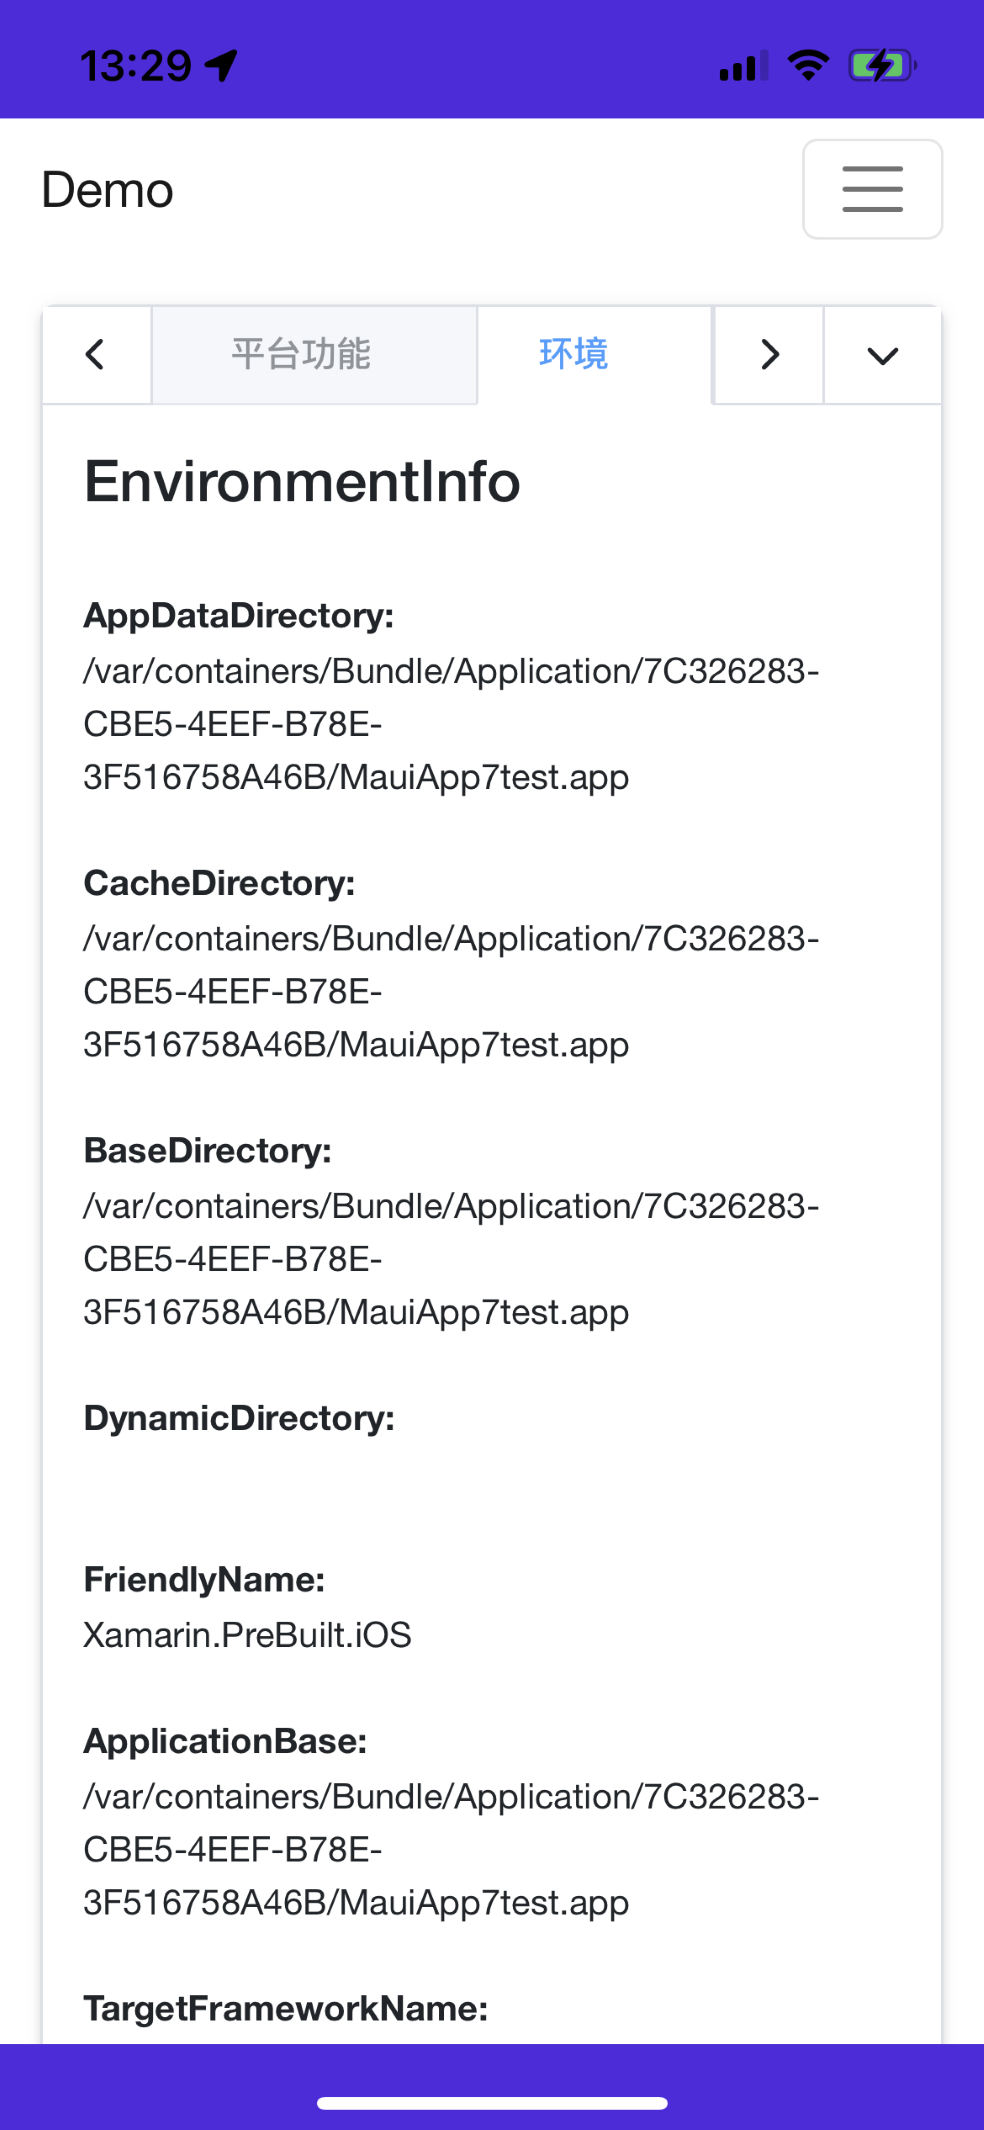 13:29
Demo
平台功能
环境
EnvironmentInfo
AppDataDirectory:
/var/containers/Bundle/Application/7C326283-
CBE5-4EEF-B78E-
3F516758A46B/MauiApp7test.app
CacheDirectory:
/var/containers/Bundle/Application/7C326283-
CBE5-4EEF-B78E-
3F516758A46B/MauiApp7test.app
BaseDirectory:
/var/containers/Bundle/Application/7C326283-
CBE5-4EEF-B78E-
3F516758A46B/MauiApp7test.app
DynamicDirectory:
FriendlyName:
Xamarin.PreBuilt.iOS
ApplicationBase:
/var/containers/Bundle/Application/7C326283-
CBE5-4EEF-B78E-
3F516758A46B/MauiApp7test.app
TargetFrameworkName: